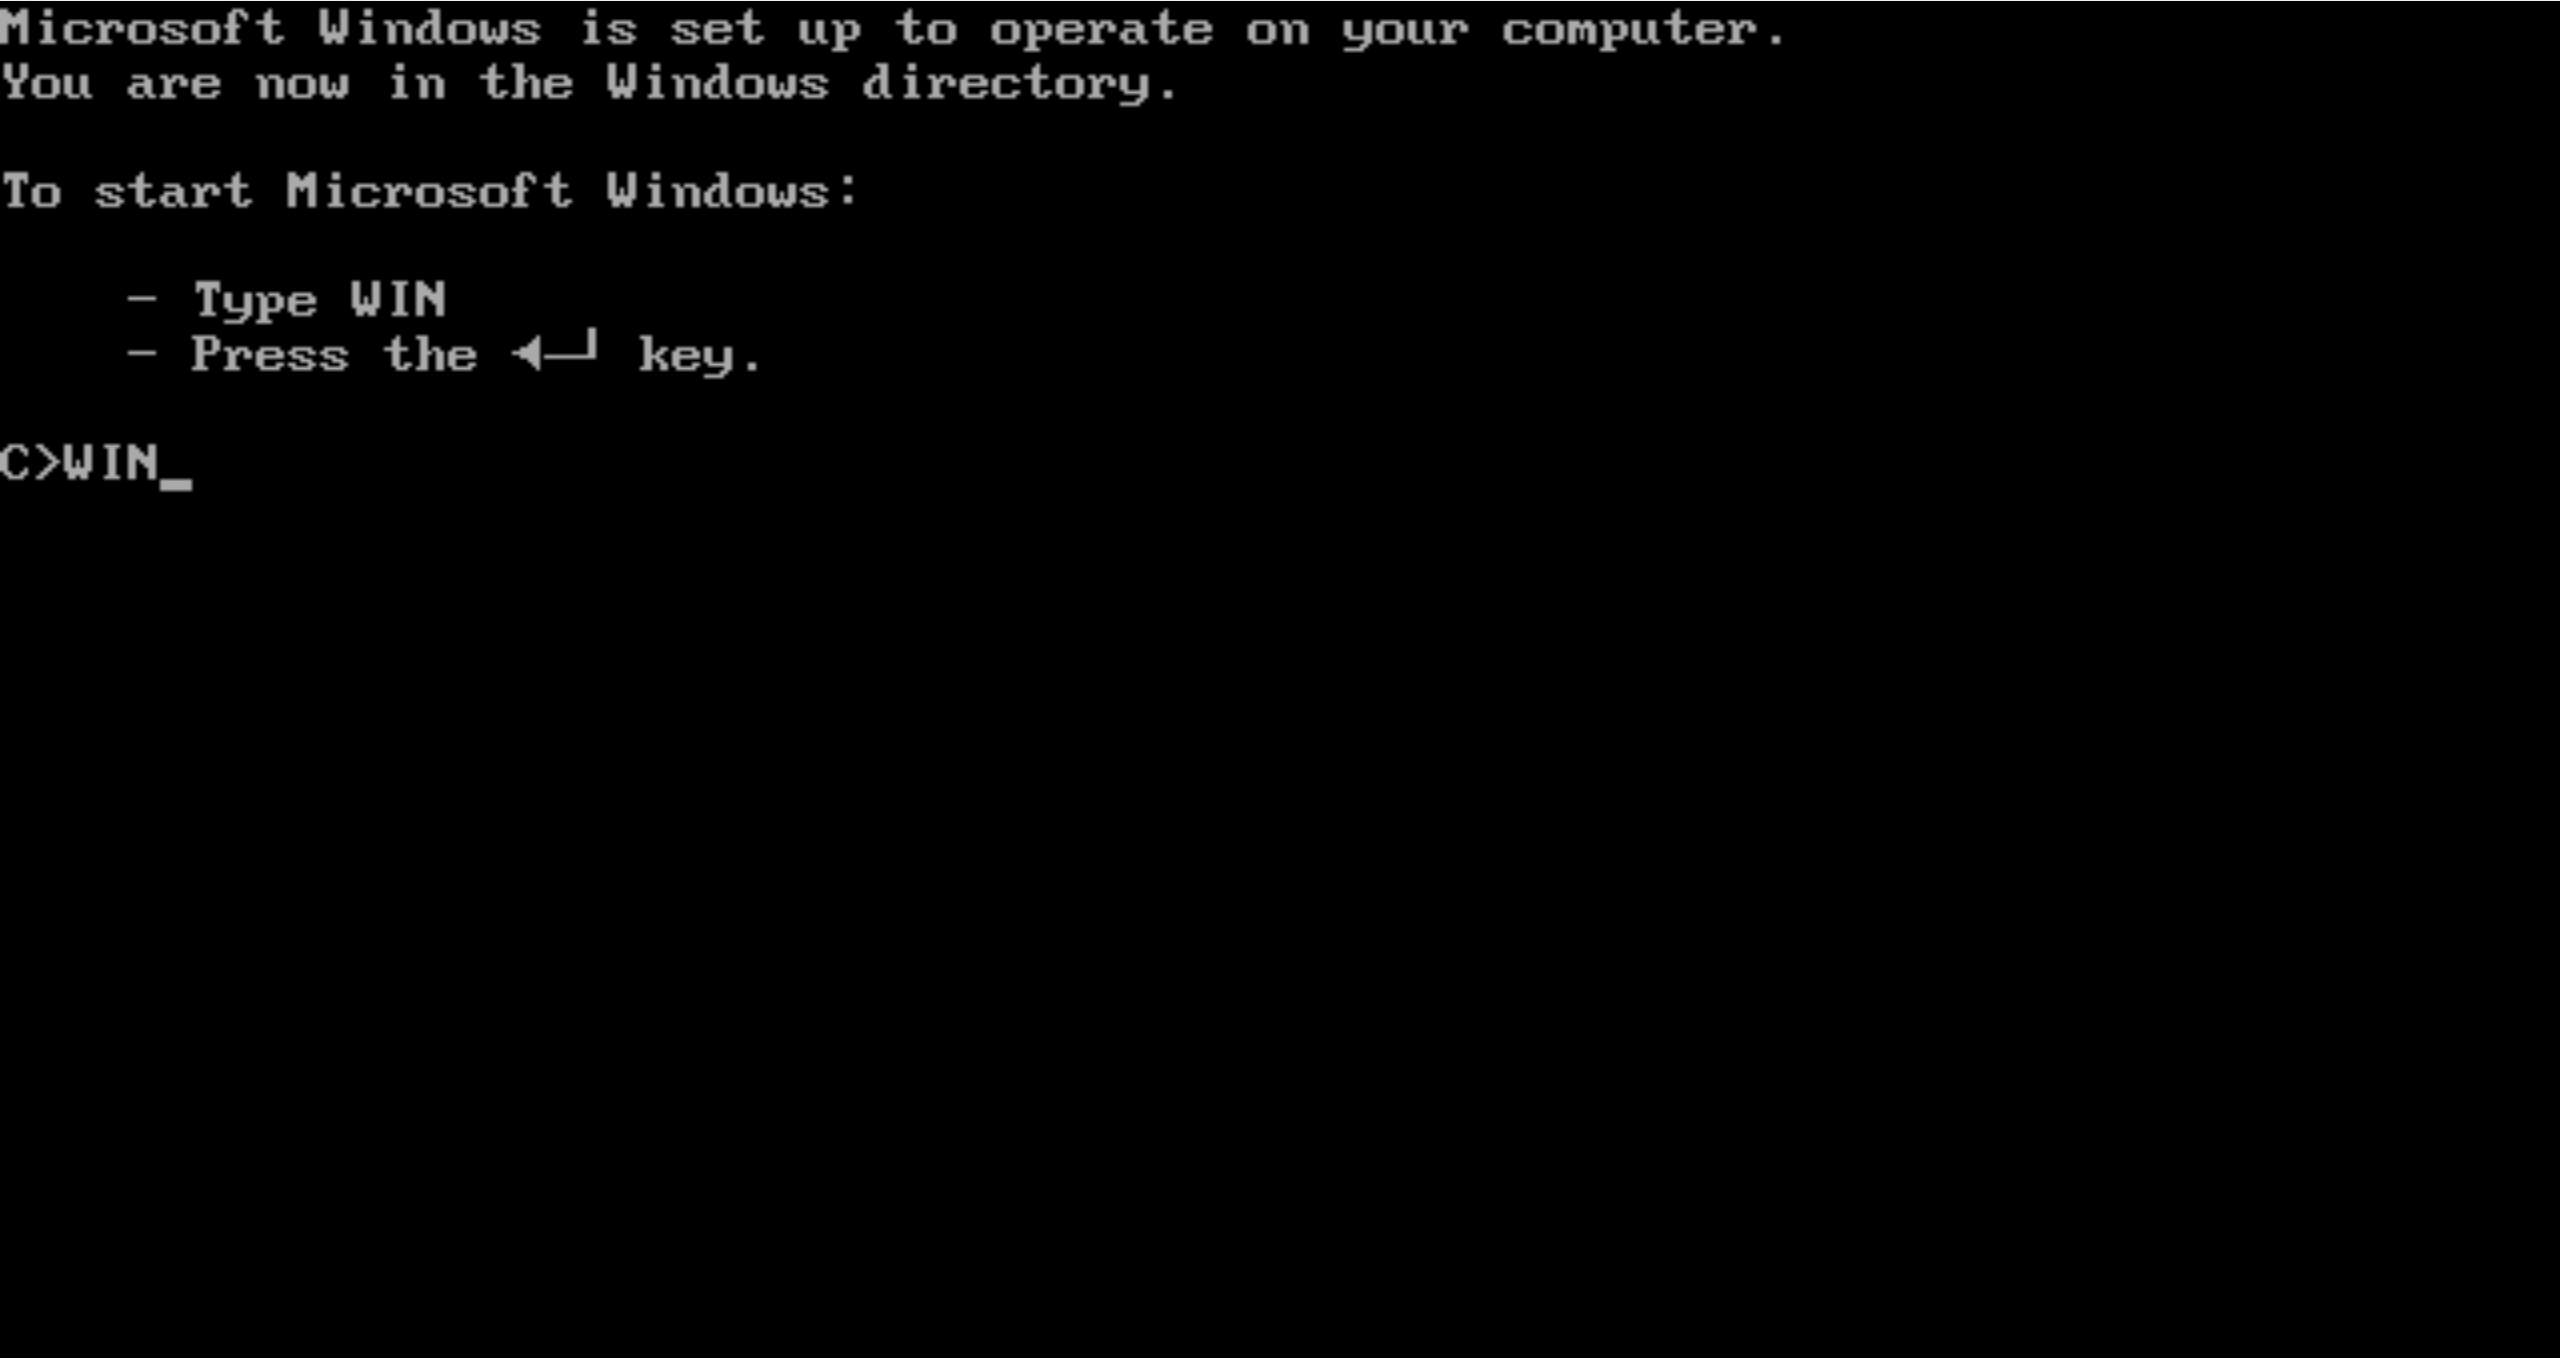 Microsoft Windows is set up to operate on your computer.
You are now in the Windows directory.
To start Microsoft Windows:
- Type WIN
- Press the ◄─┘ key.
C>WIN_